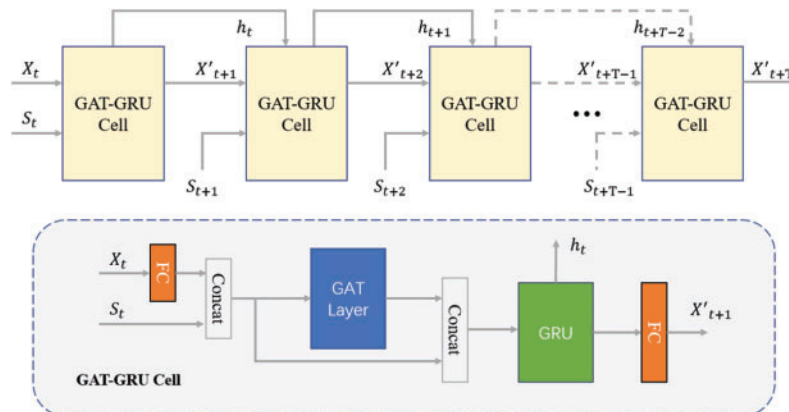 h_t
h_{t+1}
h_{t+T-2}
X_t
X'_{t+1}
X'_{t+2}
X'_{t+T-1}
X'_{t+T}
GAT-GRU
Cell
GAT-GRU
Cell
GAT-GRU
Cell
GAT-GRU
Cell
S_t
...
S_{t+1}
S_{t+2}
S_{t+T-1}
X_t
FC
S_t
Concat
GAT
Layer
Concat
h_t
GRU
FC
X'_{t+1}
GAT-GRU Cell